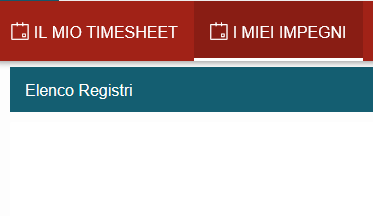 IL MIO TIMESHEET
I MIEI IMPEGNI
Elenco Registri